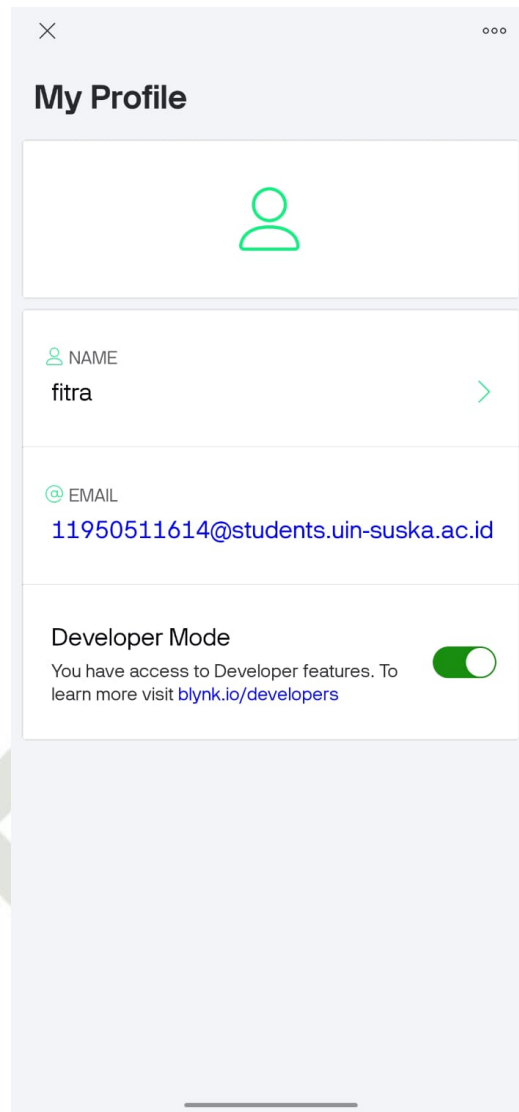 My Profile
NAME
fitra
EMAIL
11950511614@students.uin-suska.ac.id
Developer Mode
You have access to Developer features. To
learn more visit blynk.io/developers